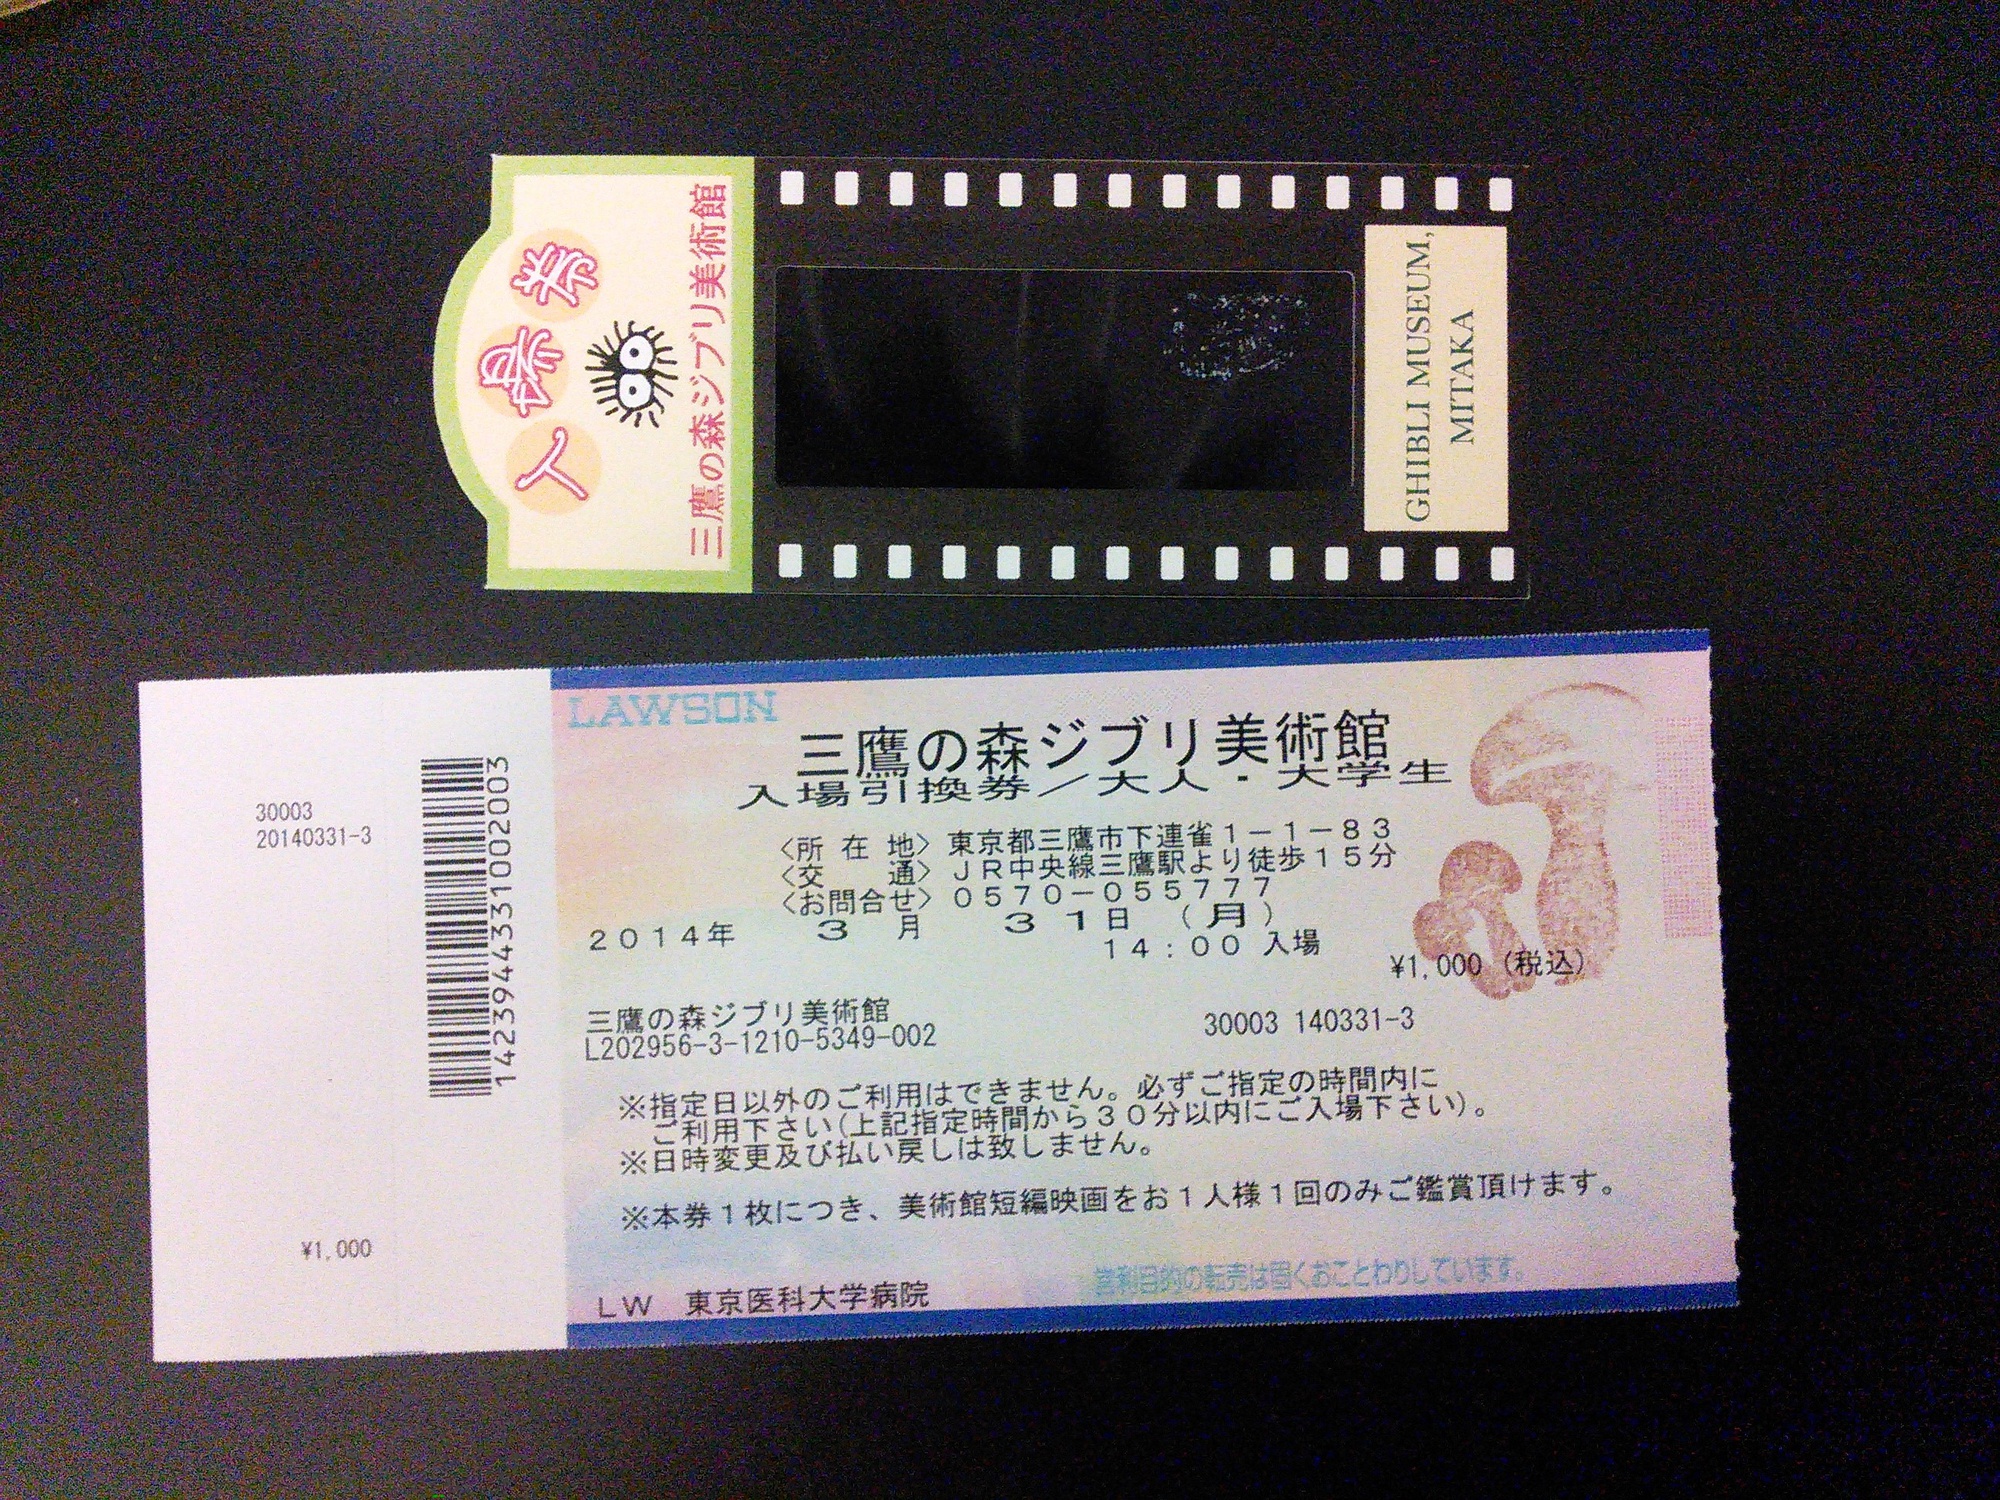 入場券
三鷹の森ジブリ美術館
GHIBLI MUSEUM,
MITAKA
30003
20140331-3
1423944331002003
¥1,000
LAWSON
三鷹の森ジブリ美術館
入場引換券／大人・大学生
〈所在地〉東京都三鷹市下連雀１－１－８３
〈交　通〉ＪＲ中央線三鷹駅より徒歩１５分
〈お問合せ〉０５７０－０５５７７７
２０１４年　３月　３１日（月）
１４：００入場
¥1,000（税込）
三鷹の森ジブリ美術館
L202956-3-1210-5349-002
30003 140331-3
※指定日以外のご利用はできません。必ずご指定の時間内に
ご利用下さい（上記指定時間から３０分以内にご入場下さい）。
※日時変更及び払い戻しは致しません。
※本券１枚につき、美術館短編映画をお１人様１回のみご鑑賞頂けます。
営利目的の転売は固くおことわりしています。
ＬＷ　東京医科大学病院